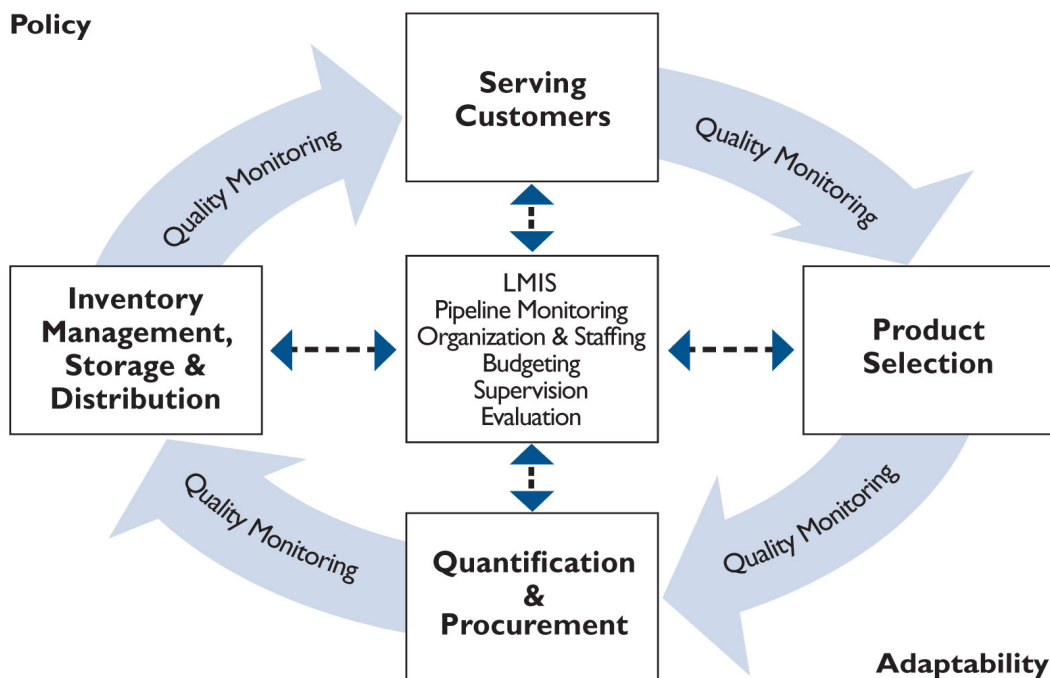 Policy
Serving
Customers
Quality Monitoring
Quality Monitoring
Inventory
Management,
Storage &
Distribution
LMIS
Pipeline Monitoring
Organization & Staffing
Budgeting
Supervision
Evaluation
Product
Selection
Quality Monitoring
Quality Monitoring
Quantification
&
Procurement
Adaptability